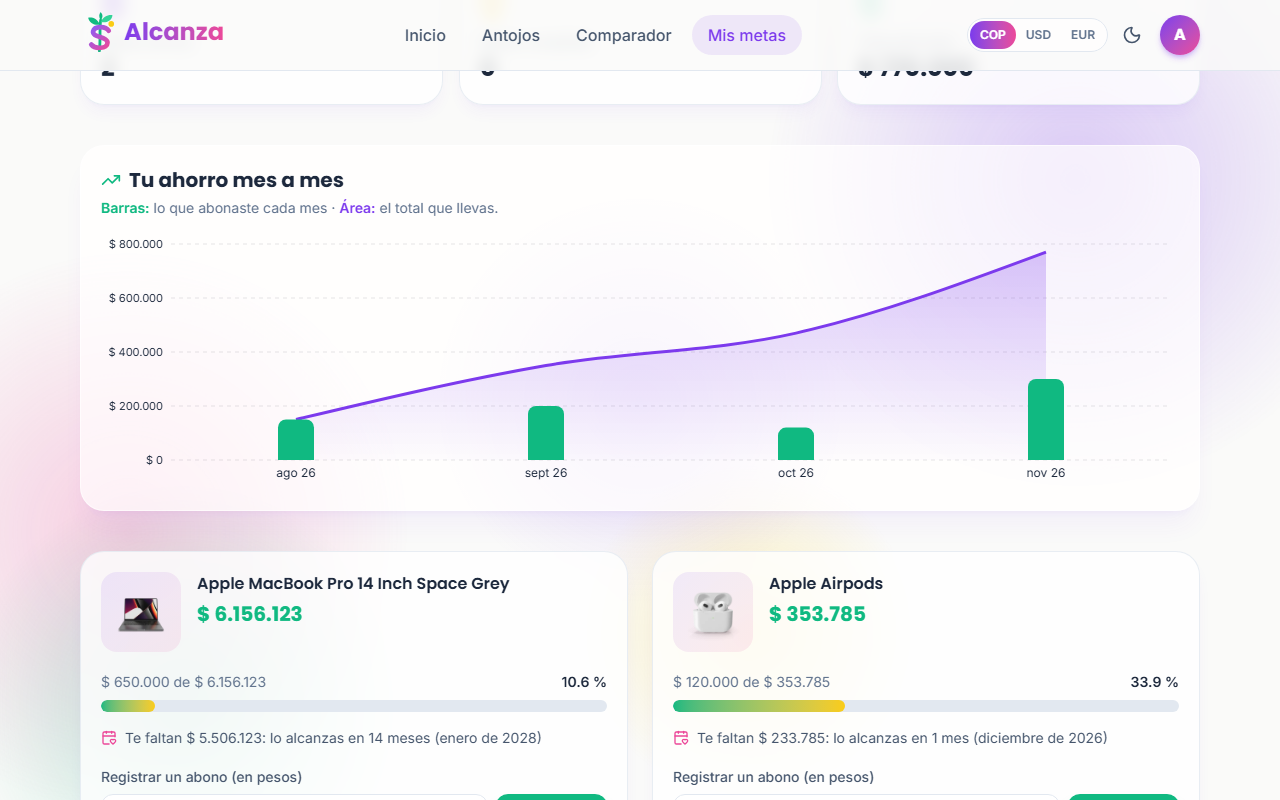 Alcanza
Inicio
Antojos
Comparador
Mis metas
COP
USD
EUR
A
Tu ahorro mes a mes
Barras: lo que abonaste cada mes · Área: el total que llevas.
$ 800.000
$ 600.000
$ 400.000
$ 200.000
$ 0
ago 26
sept 26
oct 26
nov 26
Apple MacBook Pro 14 Inch Space Grey
$ 6.156.123
$ 650.000 de $ 6.156.123
10.6 %
Te faltan $ 5.506.123: lo alcanzas en 14 meses (enero de 2028)
Registrar un abono (en pesos)
Apple Airpods
$ 353.785
$ 120.000 de $ 353.785
33.9 %
Te faltan $ 233.785: lo alcanzas en 1 mes (diciembre de 2026)
Registrar un abono (en pesos)